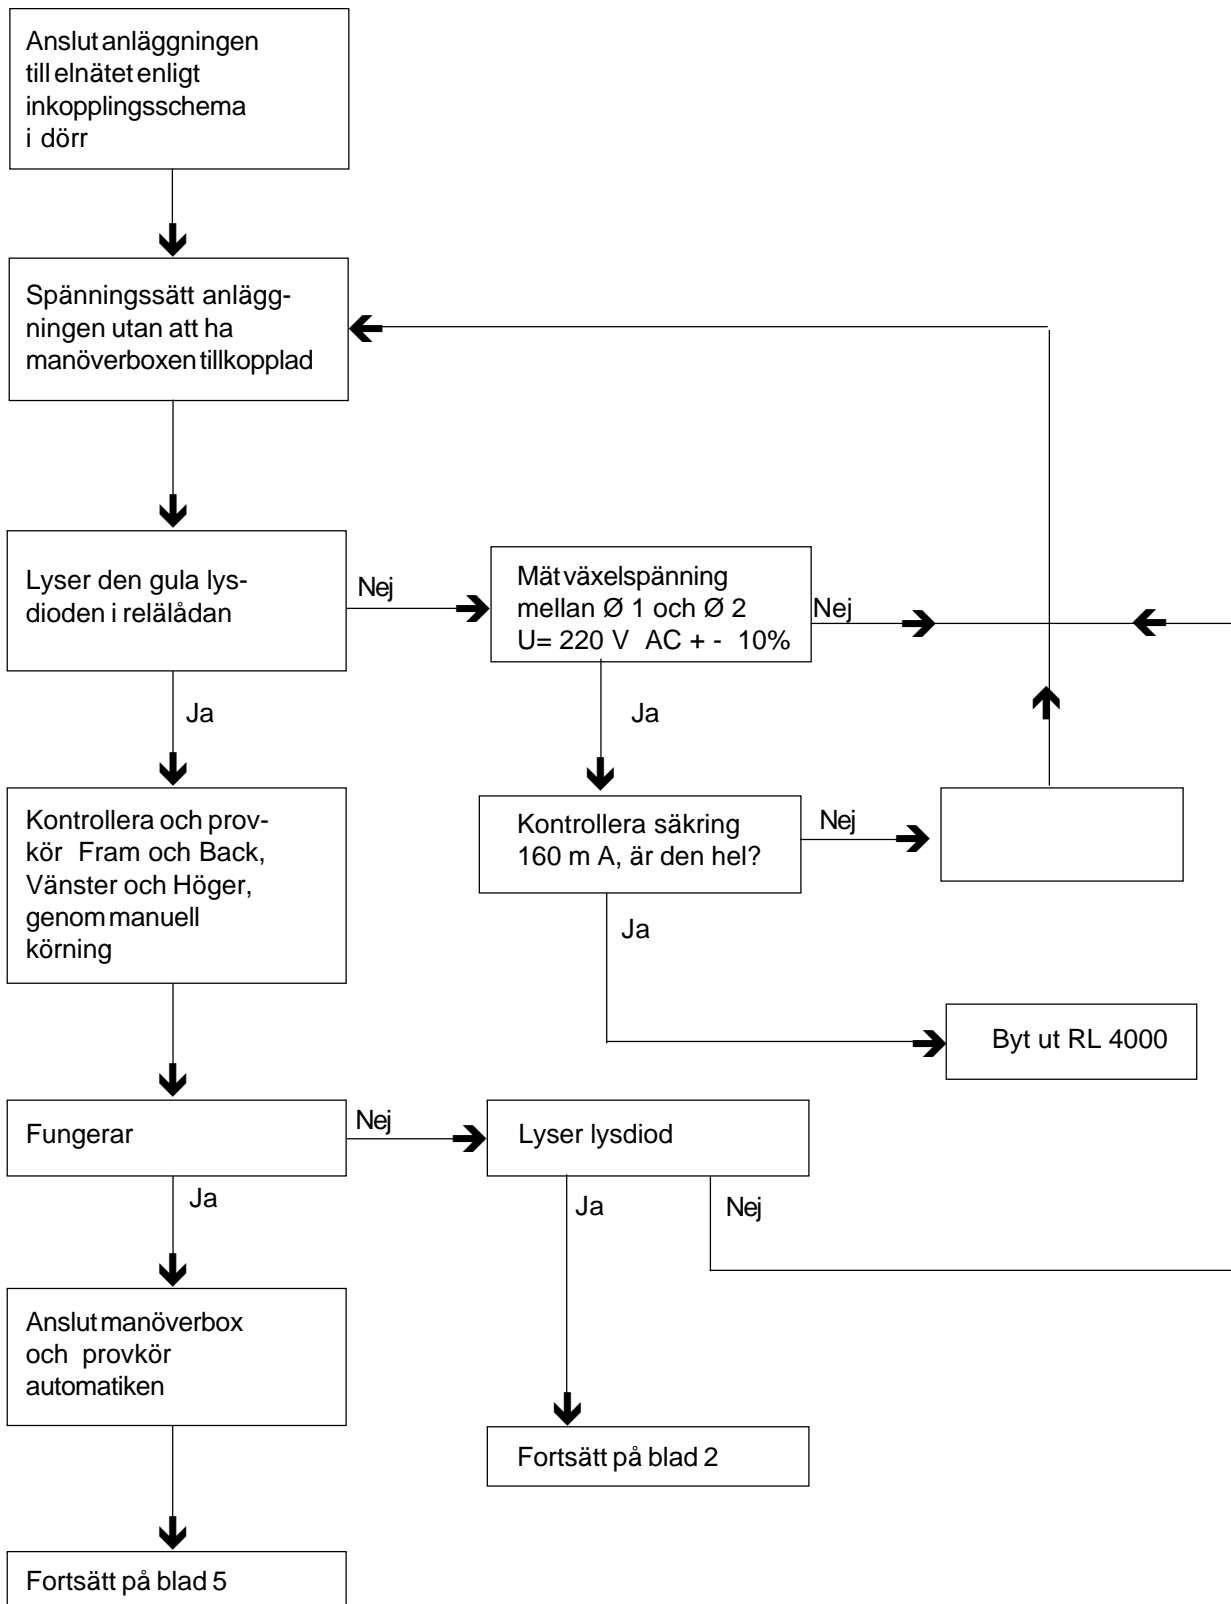 Anslut anläggningen
till elnätet enligt
inkopplingsschema
i dörr
Spänningssätt anlägg-
ningen utan att ha
manöverboxen tillkopplad
Lyser den gula lys-
dioden i relälådan
Nej
Mät växelspänning
mellan Ø 1 och Ø 2
U= 220 V AC + - 10%
Nej
Ja
Ja
Kontrollera och prov-
kör Fram och Back,
Vänster och Höger,
genom manuell
körning
Kontrollera säkring
160 m A, är den hel?
Nej
Ja
Byt ut RL 4000
Fungerar
Nej
Lyser lysdiod
Ja
Ja
Nej
Anslut manöverbox
och provkör
automatiken
Fortsätt på blad 2
Fortsätt på blad 5